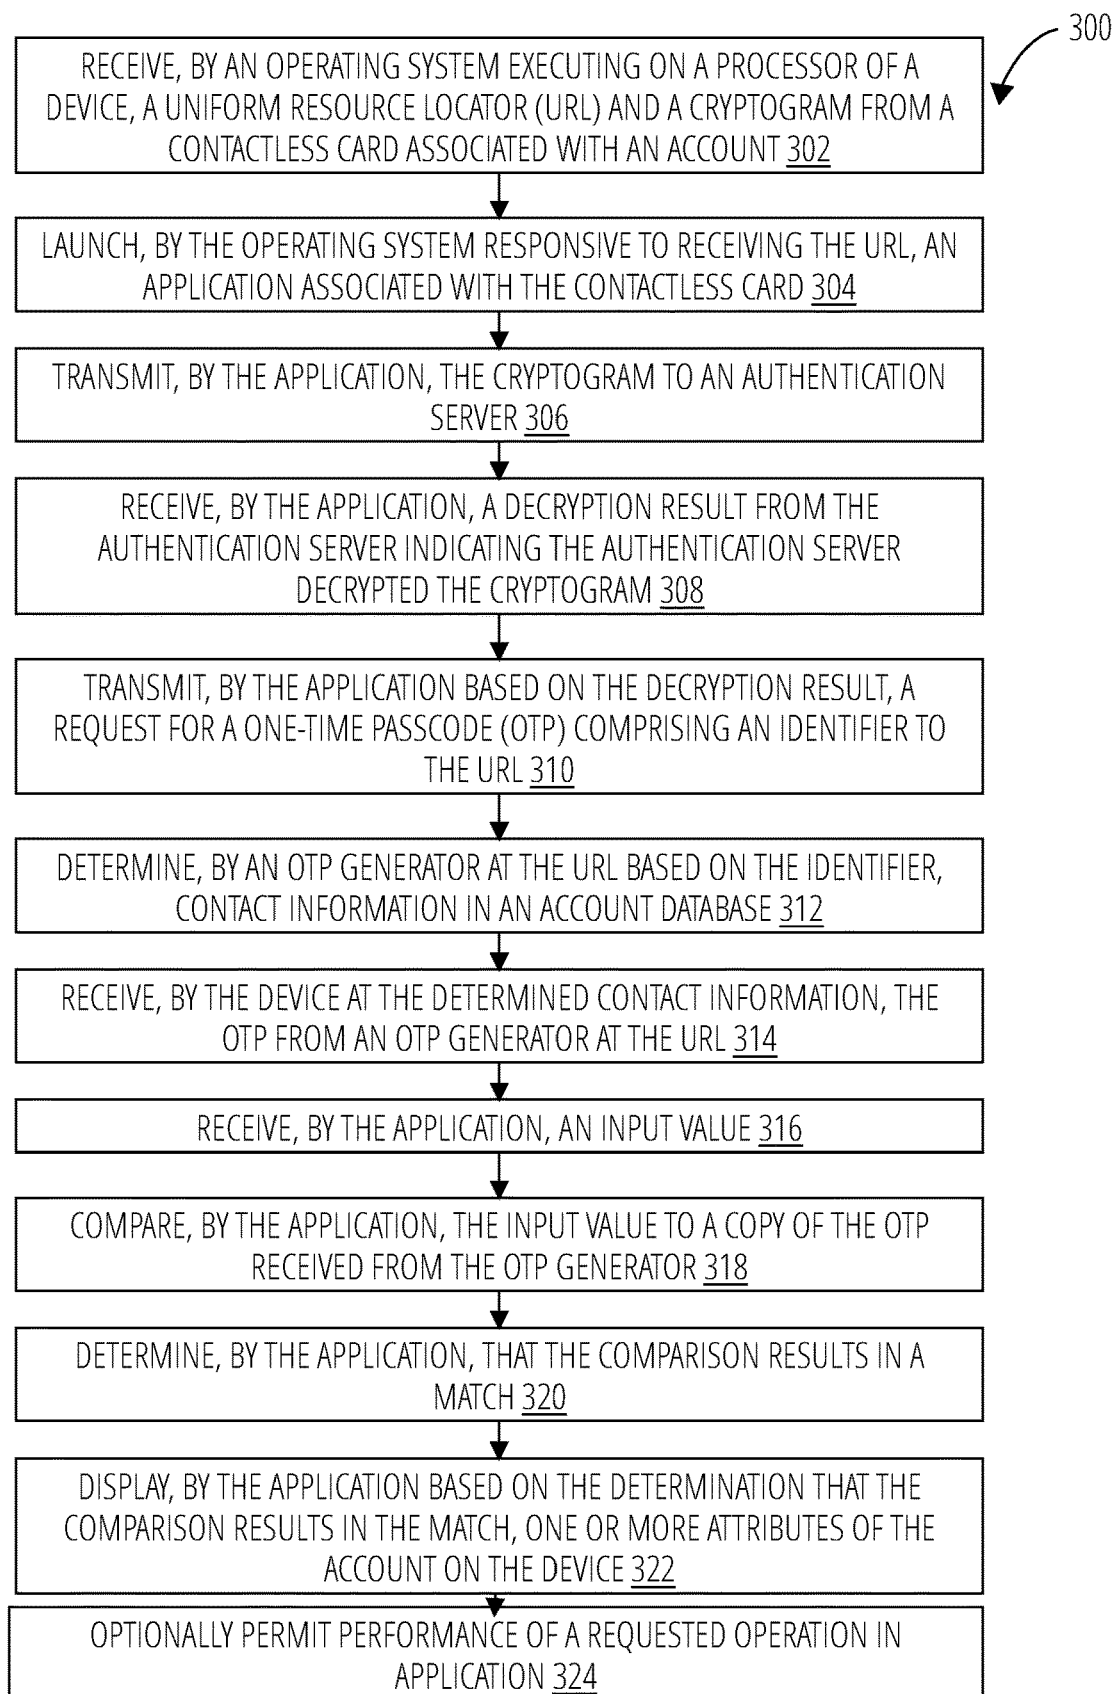 300
RECEIVE, BY AN OPERATING SYSTEM EXECUTING ON A PROCESSOR OF A
DEVICE, A UNIFORM RESOURCE LOCATOR (URL) AND A CRYPTOGRAM FROM A
CONTACTLESS CARD ASSOCIATED WITH AN ACCOUNT 302
LAUNCH, BY THE OPERATING SYSTEM RESPONSIVE TO RECEIVING THE URL, AN
APPLICATION ASSOCIATED WITH THE CONTACTLESS CARD 304
TRANSMIT, BY THE APPLICATION, THE CRYPTOGRAM TO AN AUTHENTICATION
SERVER 306
RECEIVE, BY THE APPLICATION, A DECRYPTION RESULT FROM THE
AUTHENTICATION SERVER INDICATING THE AUTHENTICATION SERVER
DECRYPTED THE CRYPTOGRAM 308
TRANSMIT, BY THE APPLICATION BASED ON THE DECRYPTION RESULT, A
REQUEST FOR A ONE-TIME PASSCODE (OTP) COMPRISING AN IDENTIFIER TO
THE URL 310
DETERMINE, BY AN OTP GENERATOR AT THE URL BASED ON THE IDENTIFIER,
CONTACT INFORMATION IN AN ACCOUNT DATABASE 312
RECEIVE, BY THE DEVICE AT THE DETERMINED CONTACT INFORMATION, THE
OTP FROM AN OTP GENERATOR AT THE URL 314
RECEIVE, BY THE APPLICATION, AN INPUT VALUE 316
COMPARE, BY THE APPLICATION, THE INPUT VALUE TO A COPY OF THE OTP
RECEIVED FROM THE OTP GENERATOR 318
DETERMINE, BY THE APPLICATION, THAT THE COMPARISON RESULTS IN A
MATCH 320
DISPLAY, BY THE APPLICATION BASED ON THE DETERMINATION THAT THE
COMPARISON RESULTS IN THE MATCH, ONE OR MORE ATTRIBUTES OF THE
ACCOUNT ON THE DEVICE 322
OPTIONALLY PERMIT PERFORMANCE OF A REQUESTED OPERATION IN
APPLICATION 324